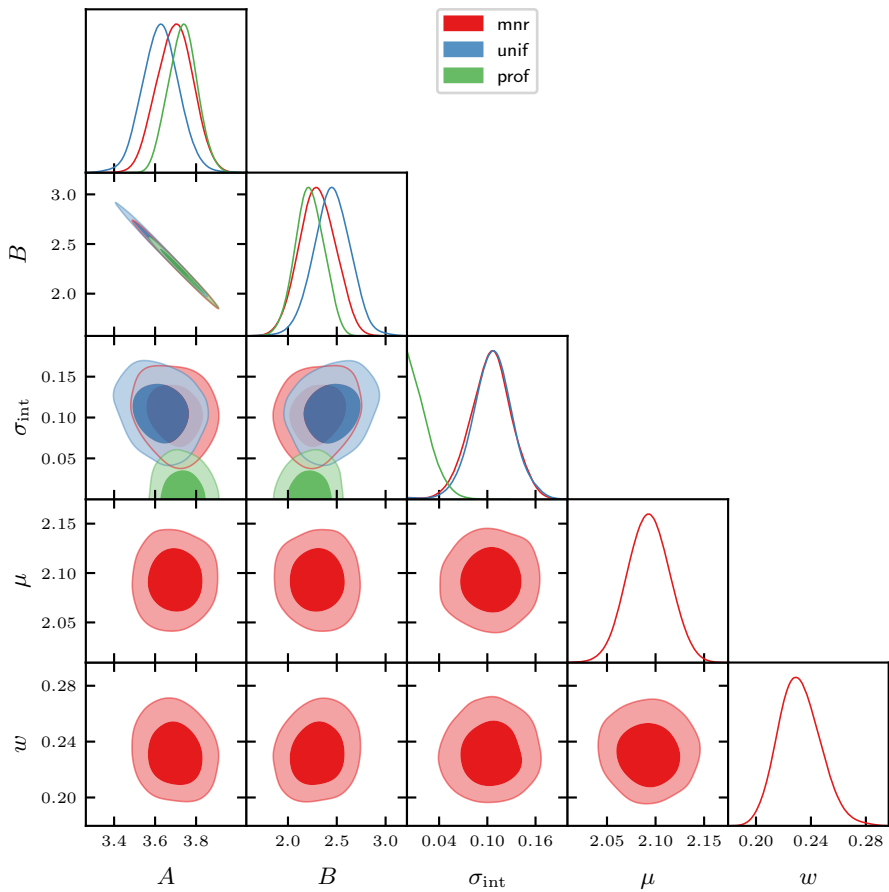 mnr
unif
prof
3.0
2.5
2.0
B
0.15
0.10
0.05
σint
2.15
2.10
2.05
μ
0.28
0.24
0.20
w
3.4 3.6 3.8
2.0 2.5 3.0
0.04 0.10 0.16
2.05 2.10 2.15
0.20 0.24 0.28
A B σint μ w